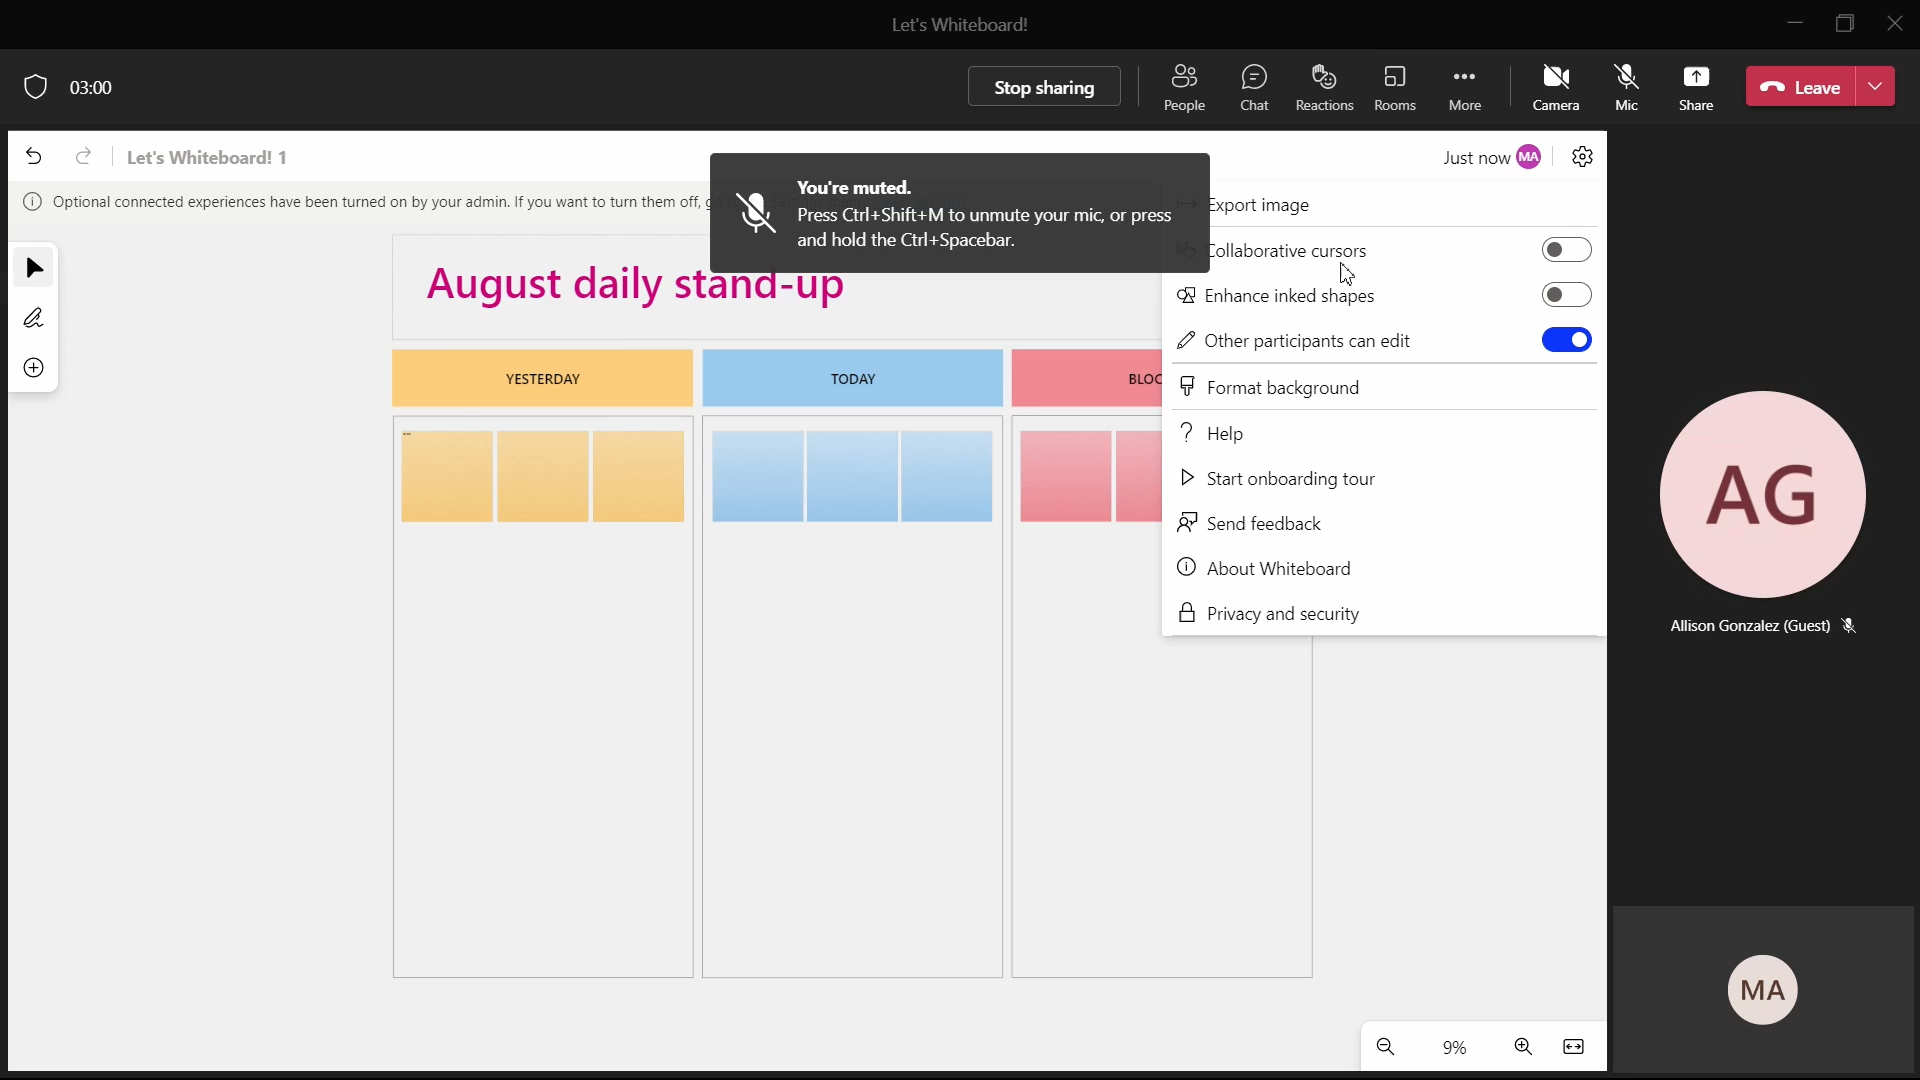 Let's Whiteboard!
03:00
Stop sharing
People
Chat
Reactions
Rooms
More
Camera
Mic
Share
Leave
Let's Whiteboard! 1
Just now MA
Optional connected experiences have been turned on by your admin. If you want to turn them off,
You're muted.
Press Ctrl+Shift+M to unmute your mic, or press
and hold the Ctrl+Spacebar.
Export image
Collaborative cursors
Enhance inked shapes
Other participants can edit
Format background
Help
Start onboarding tour
Send feedback
About Whiteboard
Privacy and security
August daily stand-up
YESTERDAY
TODAY
BLOC
AG
Allison Gonzalez (Guest)
MA
9%